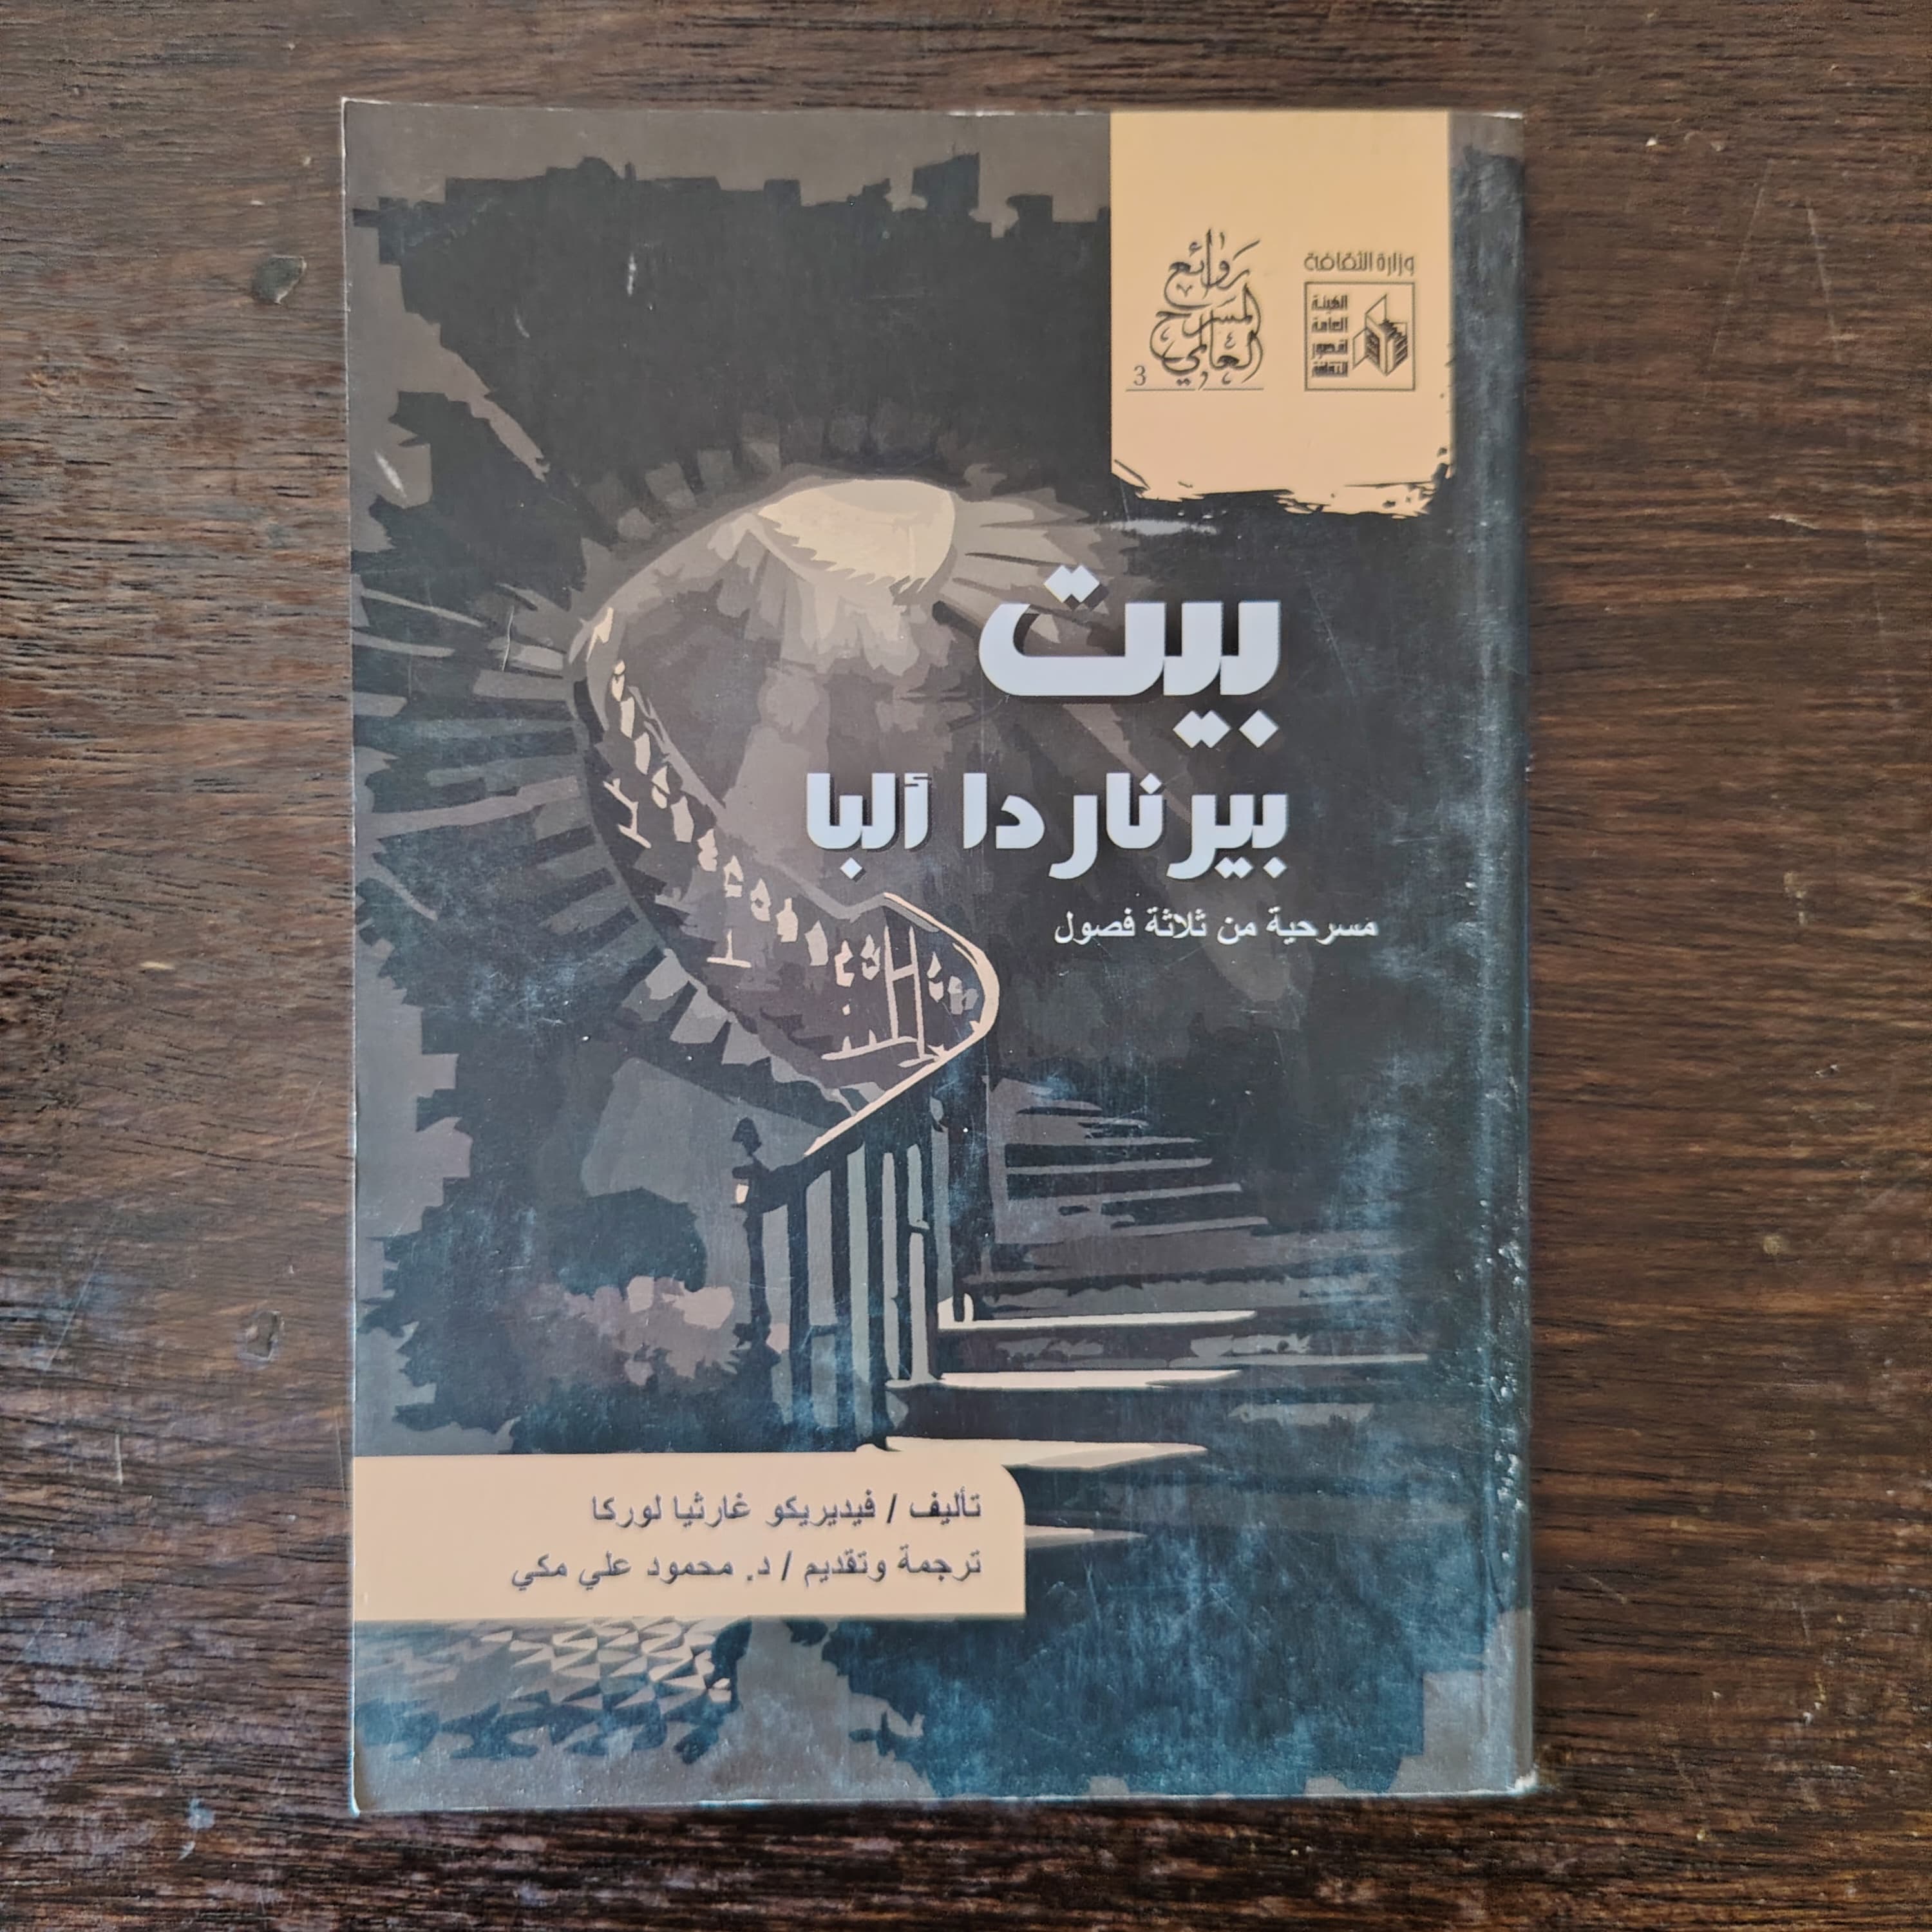 وزارة الثقافة
الهيئة
العامة
لقصور
الثقافة
روائع
المسرح
العالمي
3
بيت
بيرناردا ألبا
مسرحية من ثلاثة فصول
تأليف / فيديريكو غارثيا لوركا
ترجمة وتقديم / د. محمود علي مكي